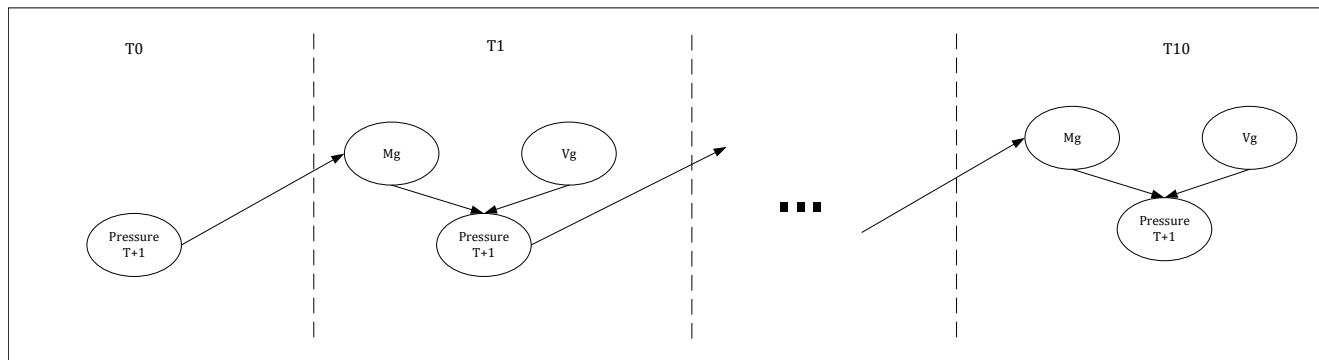 T0
T1
T10
Mg
Vg
Mg
Vg
Pressure
T+1
Pressure
T+1
Pressure
T+1